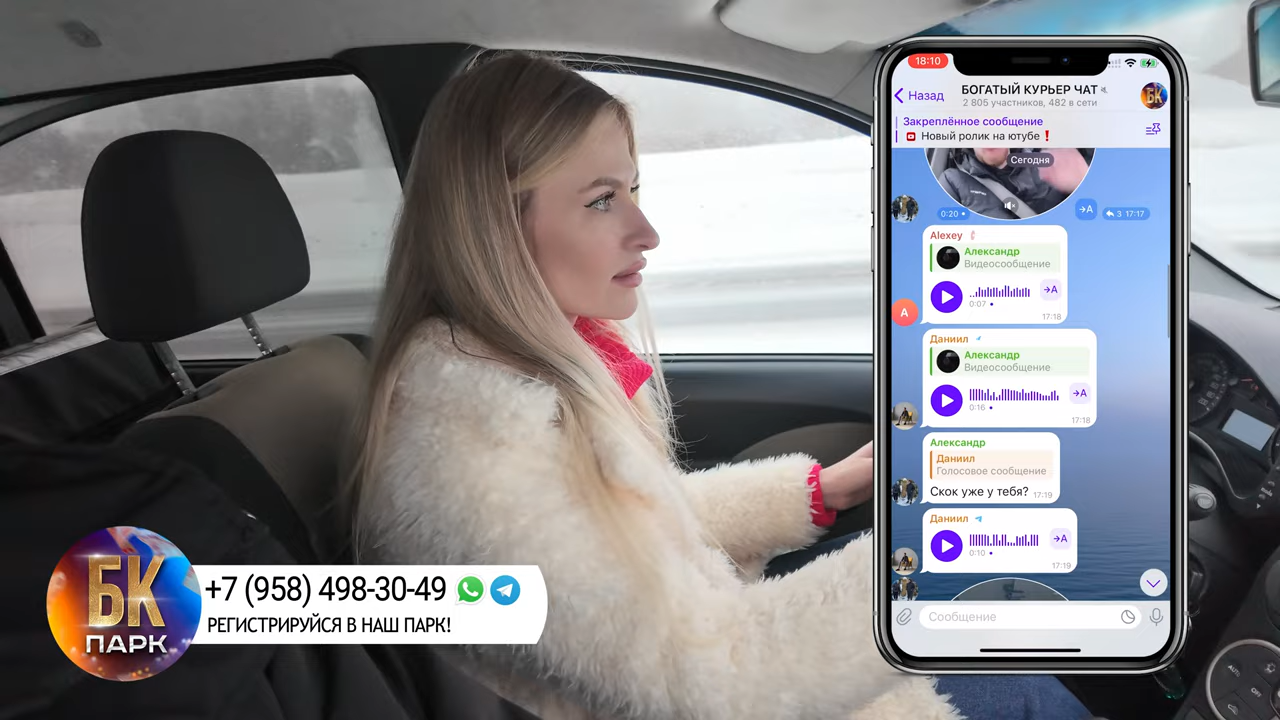 18:10
Назад
БОГАТЫЙ КУРЬЕР ЧАТ
2 805 участников, 482 в сети
БК
Закреплённое сообщение
Новый ролик на ютубе❗
Сегодня
0:20
→A
3 17:17
Alexey
Александр
Видеосообщение
→A
0:07
17:18
A
Даниил
Александр
Видеосообщение
→A
0:16
17:18
Александр
Даниил
Голосовое сообщение
Скок уже у тебя? 17:19
Даниил
→A
0:10
17:19
Сообщение
БК
ПАРК
+7 (958) 498-30-49
РЕГИСТРИРУЙСЯ В НАШ ПАРК!
AUTO
OFF